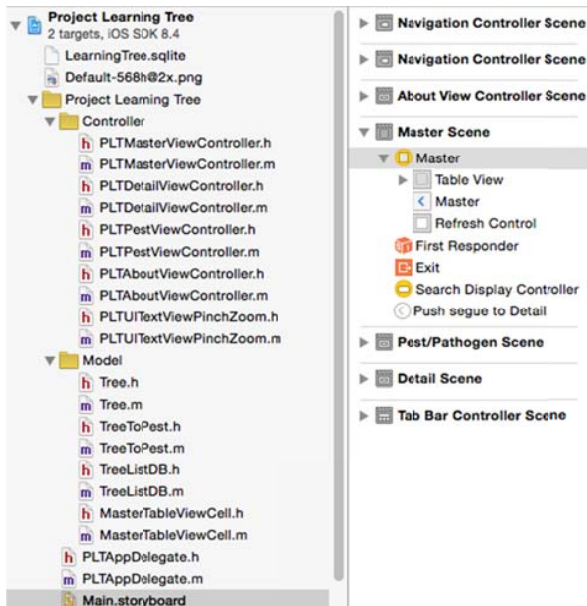 Project Learning Tree
2 targets, iOS SDK 8.4
LearningTree.sqlite
Default-568h@2x.png
Project Learning Tree
Controller
h PLTMasterViewController.h
m PLTMasterViewController.m
h PLTDetailViewController.h
m PLTDetailViewController.m
h PLTPestViewController.h
m PLTPestViewController.m
h PLTAboutViewController.h
m PLTAboutViewController.m
h PLTUITextViewPinchZoom.h
m PLTUITextViewPinchZoom.m
Model
h Tree.h
m Tree.m
h TreeToPest.h
m TreeToPest.m
h TreeListDB.h
m TreeListDB.m
h MasterTableViewCell.h
m MasterTableViewCell.m
h PLTAppDelegate.h
m PLTAppDelegate.m
Main.storyboard
Navigation Controller Scene
Navigation Controller Scene
About View Controller Scene
Master Scene
Master
Table View
Master
Refresh Control
First Responder
Exit
Search Display Controller
Push segue to Detail
Pest/Pathogen Scene
Detail Scene
Tab Bar Controller Scene